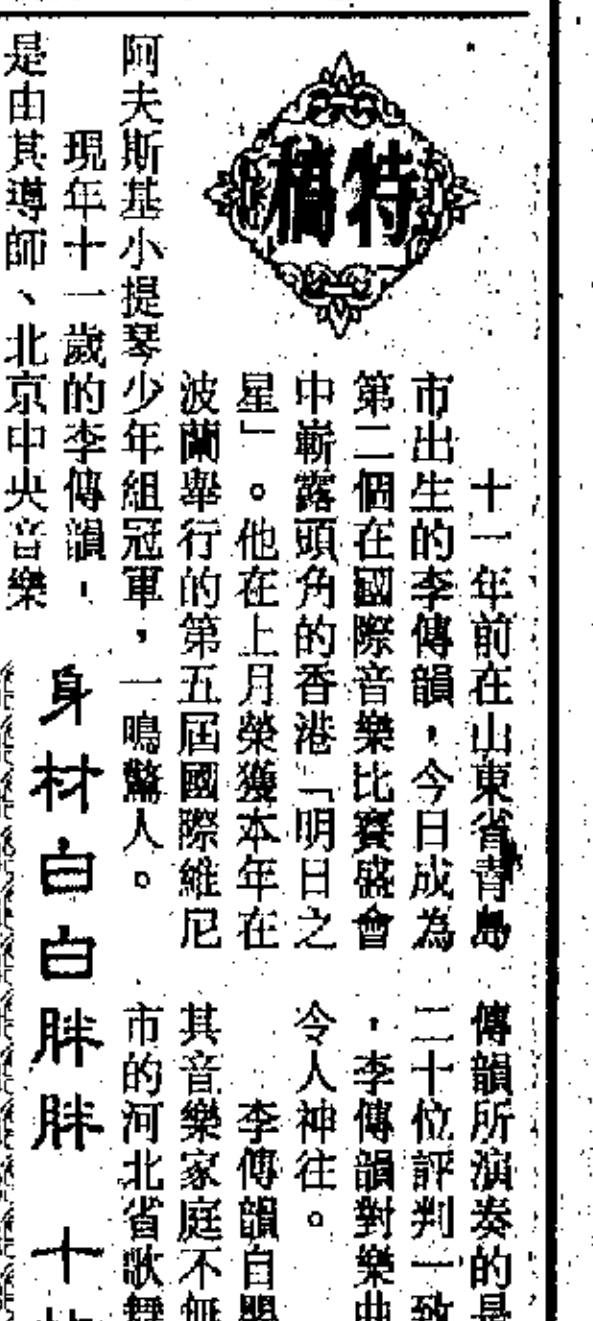 特稿
十一年前在山東省青島
市出生的李傳韻，今日成為
第二個在國際音樂比賽盛會
中嶄露頭角的香港「明日之
星」。他在上月榮獲本年在
波蘭舉行的第五屆國際維尼
阿夫斯基小提琴少年組冠軍，一鳴驚人。
現年十一歲的李傳韻，
是由其導師、北京中央音樂
身材白白胖胖 十
傳韻所演奏的是
二十位評判一致
，李傳韻對樂曲
令人神往。
李傳韻自嬰
其音樂家庭不無
市的河北省歌舞